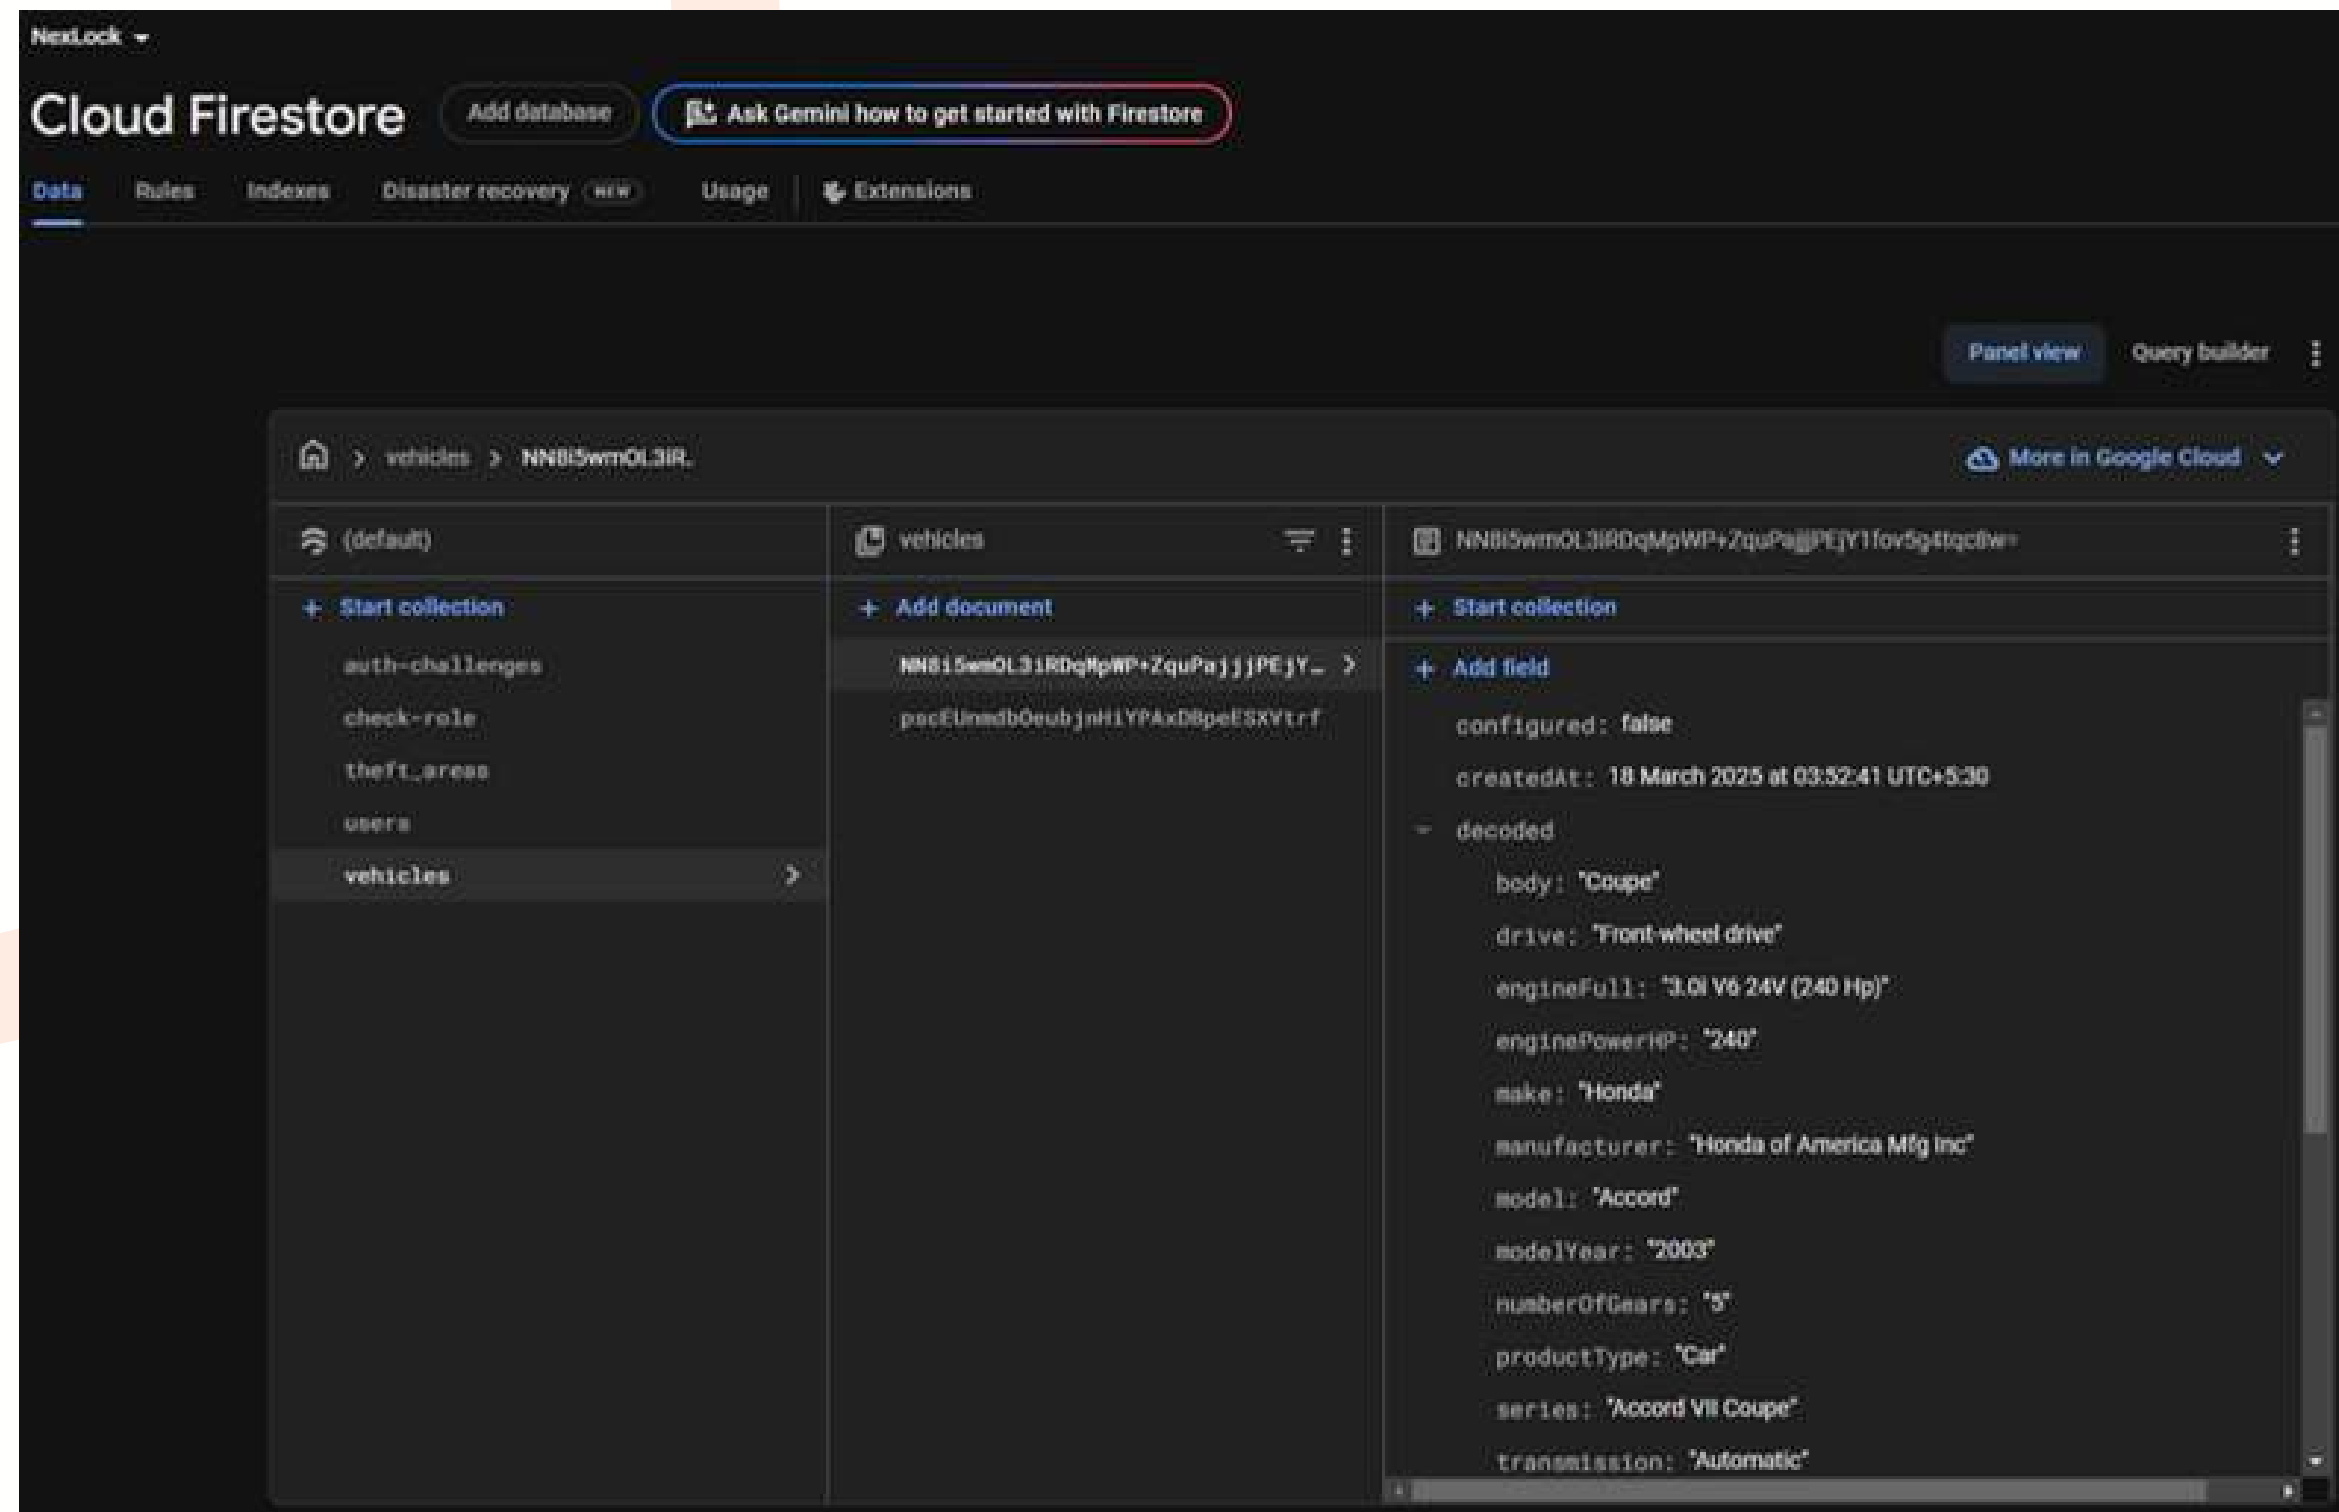 NexLock
Cloud Firestore
Add database
Ask Gemini how to get started with Firestore
Data Rules Indexes Disaster recovery NEW Usage Extensions
Panel view Query builder
vehicles
More in Google Cloud
(default)
Start collection
auth-challenges
check-role
theft_areas
users
vehicles
vehicles
Add document
Start collection
Add field
configured: false
createdAt: 18 March 2025 at 03:52:41 UTC+5:30
decoded
body: "Coupe"
drive: "Front-wheel drive"
engineFull: "3.0i V6 24V (240 Hp)"
enginePowerHP: "240"
make: "Honda"
manufacturer: "Honda of America Mfg Inc"
model: "Accord"
modelYear: "2003"
numberOfGears: "5"
productType: "Car"
series: "Accord VII Coupe"
transmission: "Automatic"